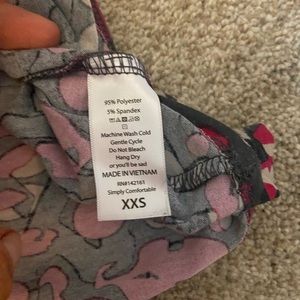 95% Polyester
5% Spandex
Machine Wash Cold
Gentle Cycle
Do Not Bleach
Hang Dry
or you'll be sad
MADE IN VIETNAM
RN#142161
Simply Comfortable
XXS